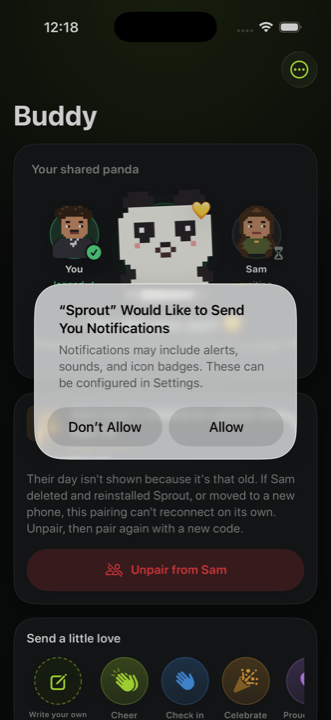 12:18
Buddy
Your shared panda
You
Sam
“Sprout” Would Like to Send
You Notifications
Notifications may include alerts,
sounds, and icon badges. These can
be configured in Settings.
Don’t Allow
Allow
Their day isn't shown because it's that old. If Sam
deleted and reinstalled Sprout, or moved to a new
phone, this pairing can't reconnect on its own.
Unpair, then pair again with a new code.
Unpair from Sam
Send a little love
Write your own
Cheer
Check in
Celebrate